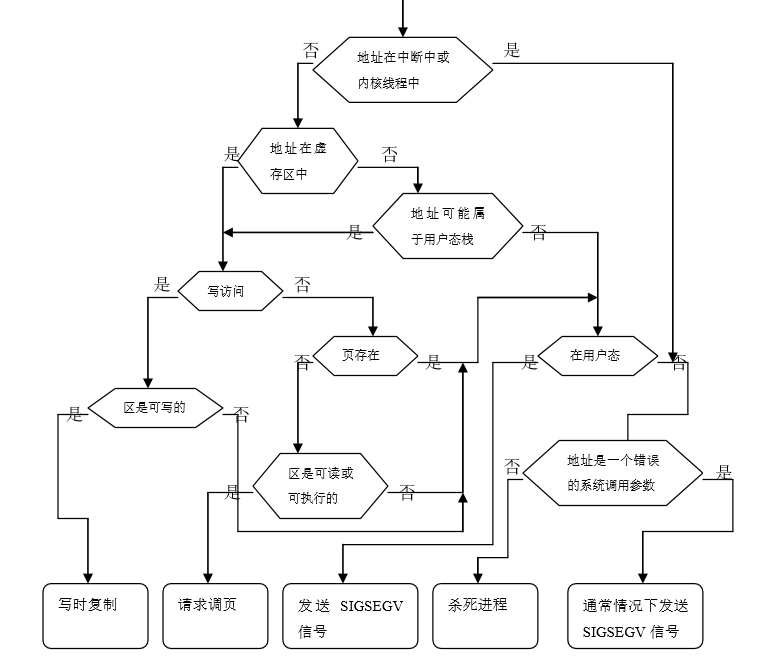 否
是
地址在中断中或
内核线程中
是
地址在虚
存区中
否
地址可能属
于用户态栈
是
否
是
写访问
否
否
页存在
是
是
在用户态
否
是
区是可写的
否
是
区是可读或
可执行的
否
否
地址是一个错误
的系统调用参数
是
写时复制
请求调页
发送 SIGSEGV
信号
杀死进程
通常情况下发送
SIGSEGV 信号